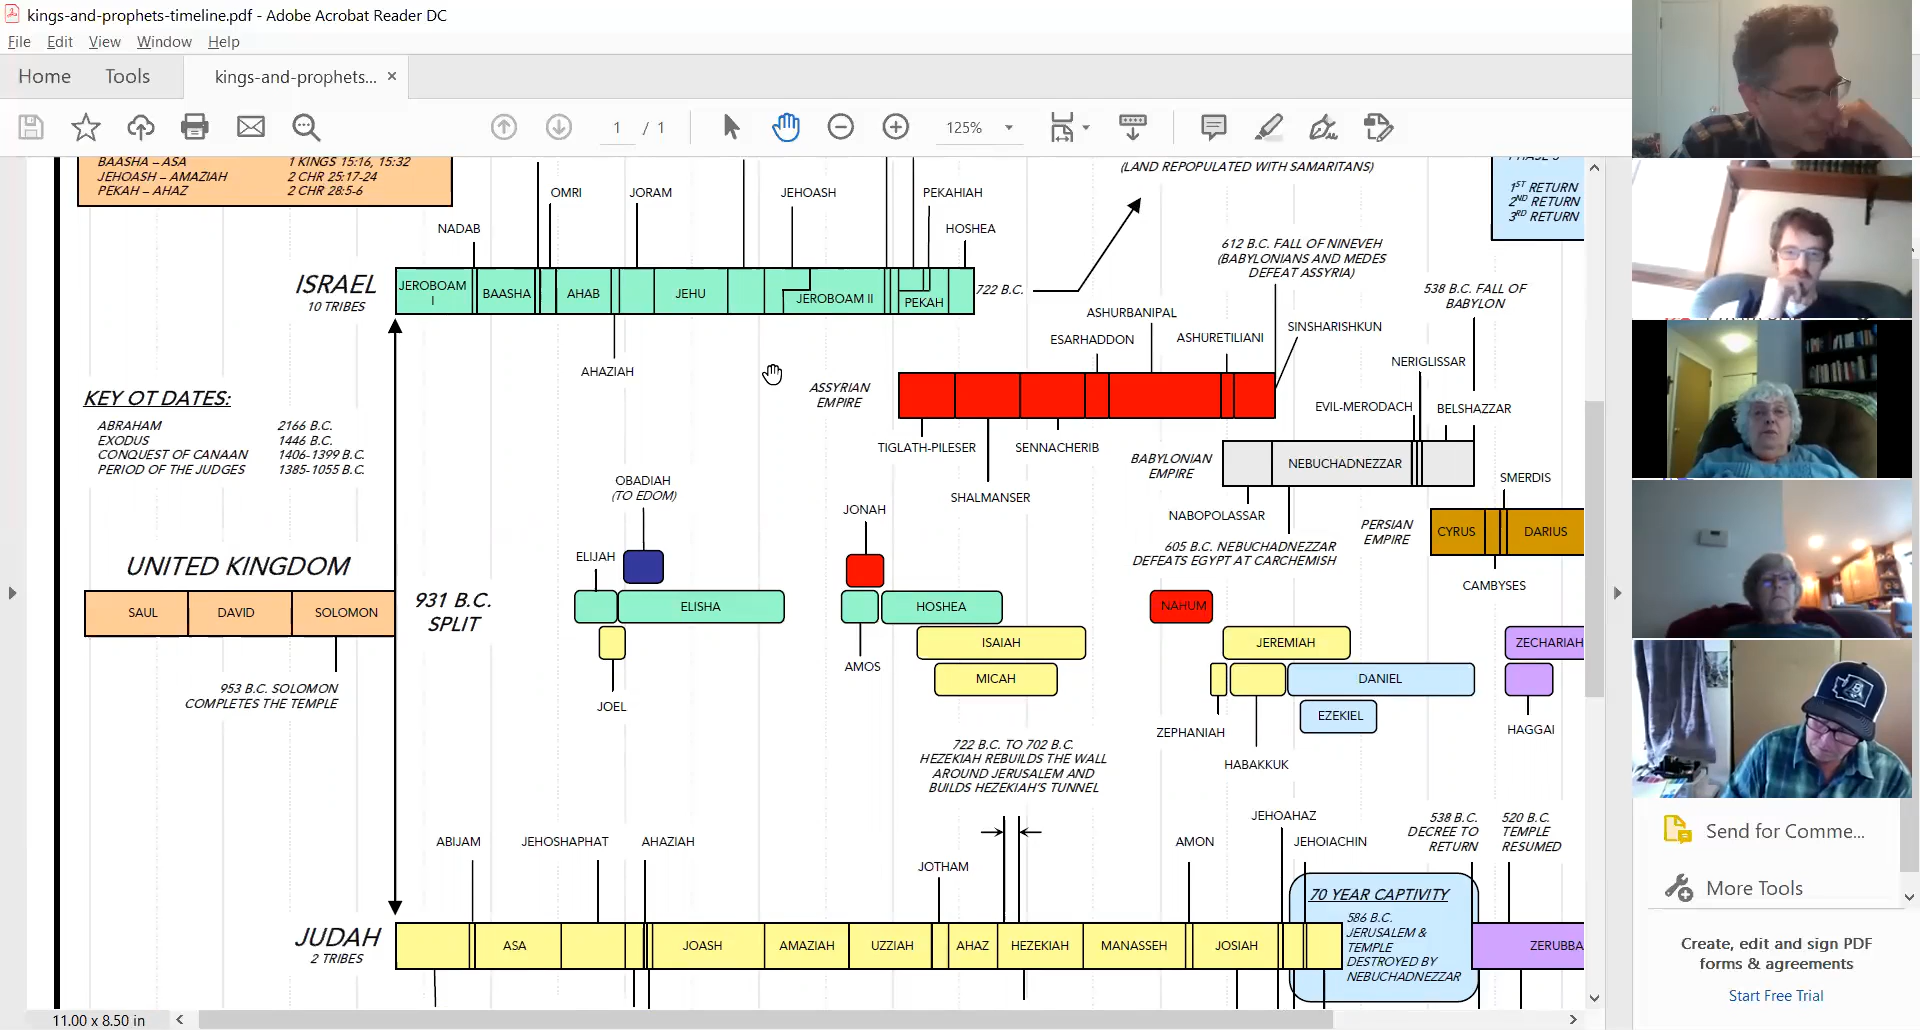 kings-and-prophets-timeline.pdf - Adobe Acrobat Reader DC
File Edit View Window Help
Home Tools kings-and-prophets... ×
1 / 1 125%
BAASHA – ASA 1 KINGS 15:16, 15:32
JEHOASH – AMAZIAH 2 CHR 25:17-24
PEKAH – AHAZ 2 CHR 28:5-6
(LAND REPOPULATED WITH SAMARITANS)
1ST RETURN
2ND RETURN
3RD RETURN
OMRI JORAM JEHOASH PEKAHIAH
NADAB HOSHEA
ISRAEL
10 TRIBES
JEROBOAM I BAASHA AHAB JEHU JEROBOAM II PEKAH
722 B.C.
AHAZIAH
612 B.C. FALL OF NINEVEH
(BABYLONIANS AND MEDES
DEFEAT ASSYRIA)
538 B.C. FALL OF
BABYLON
ASHURBANIPAL
ESARHADDON ASHURETILIANI SINSHARISHKUN
ASSYRIAN
EMPIRE
TIGLATH-PILESER SENNACHERIB
SHALMANSER
NERIGLISSAR
EVIL-MERODACH BELSHAZZAR
BABYLONIAN
EMPIRE
NEBUCHADNEZZAR
NABOPOLASSAR
605 B.C. NEBUCHADNEZZAR
DEFEATS EGYPT AT CARCHEMISH
SMERDIS
PERSIAN
EMPIRE
CYRUS DARIUS
CAMBYSES
KEY OT DATES:
ABRAHAM 2166 B.C.
EXODUS 1446 B.C.
CONQUEST OF CANAAN 1406-1399 B.C.
PERIOD OF THE JUDGES 1385-1055 B.C.
UNITED KINGDOM
SAUL DAVID SOLOMON
931 B.C.
SPLIT
953 B.C. SOLOMON
COMPLETES THE TEMPLE
OBADIAH
(TO EDOM)
JONAH
ELIJAH
ELISHA HOSHEA NAHUM
ISAIAH JEREMIAH ZECHARIAH
AMOS
MICAH DANIEL
JOEL
EZEKIEL
ZEPHANIAH HAGGAI
HABAKKUK
722 B.C. TO 702 B.C.
HEZEKIAH REBUILDS THE WALL
AROUND JERUSALEM AND
BUILDS HEZEKIAH'S TUNNEL
ABIJAM JEHOSHAPHAT AHAZIAH
JOTHAM
AMON
JEHOAHAZ
JEHOIACHIN
538 B.C.
DECREE TO
RETURN
520 B.C.
TEMPLE
RESUMED
JUDAH
2 TRIBES
ASA JOASH AMAZIAH UZZIAH AHAZ HEZEKIAH MANASSEH JOSIAH
70 YEAR CAPTIVITY
586 B.C.
JERUSALEM &
TEMPLE
DESTROYED BY
NEBUCHADNEZZAR
ZERUBBA
11.00 x 8.50 in
Send for Comme...
More Tools
Create, edit and sign PDF
forms & agreements
Start Free Trial